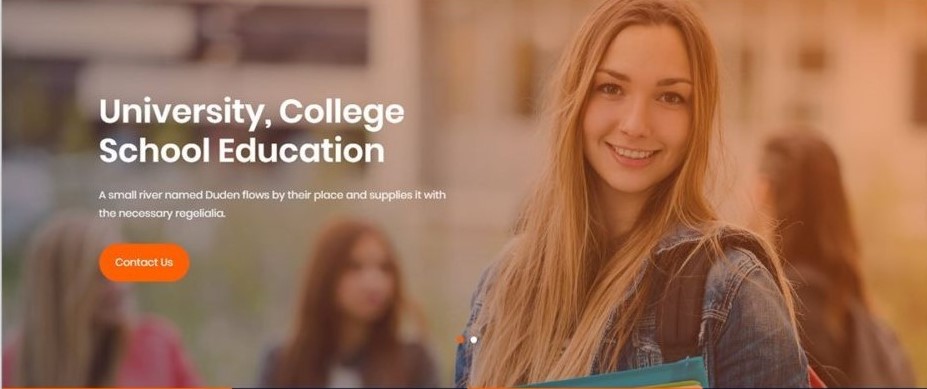 University, College
School Education
A small river named Duden flows by their place and supplies it with
the necessary regelialia.
Contact Us